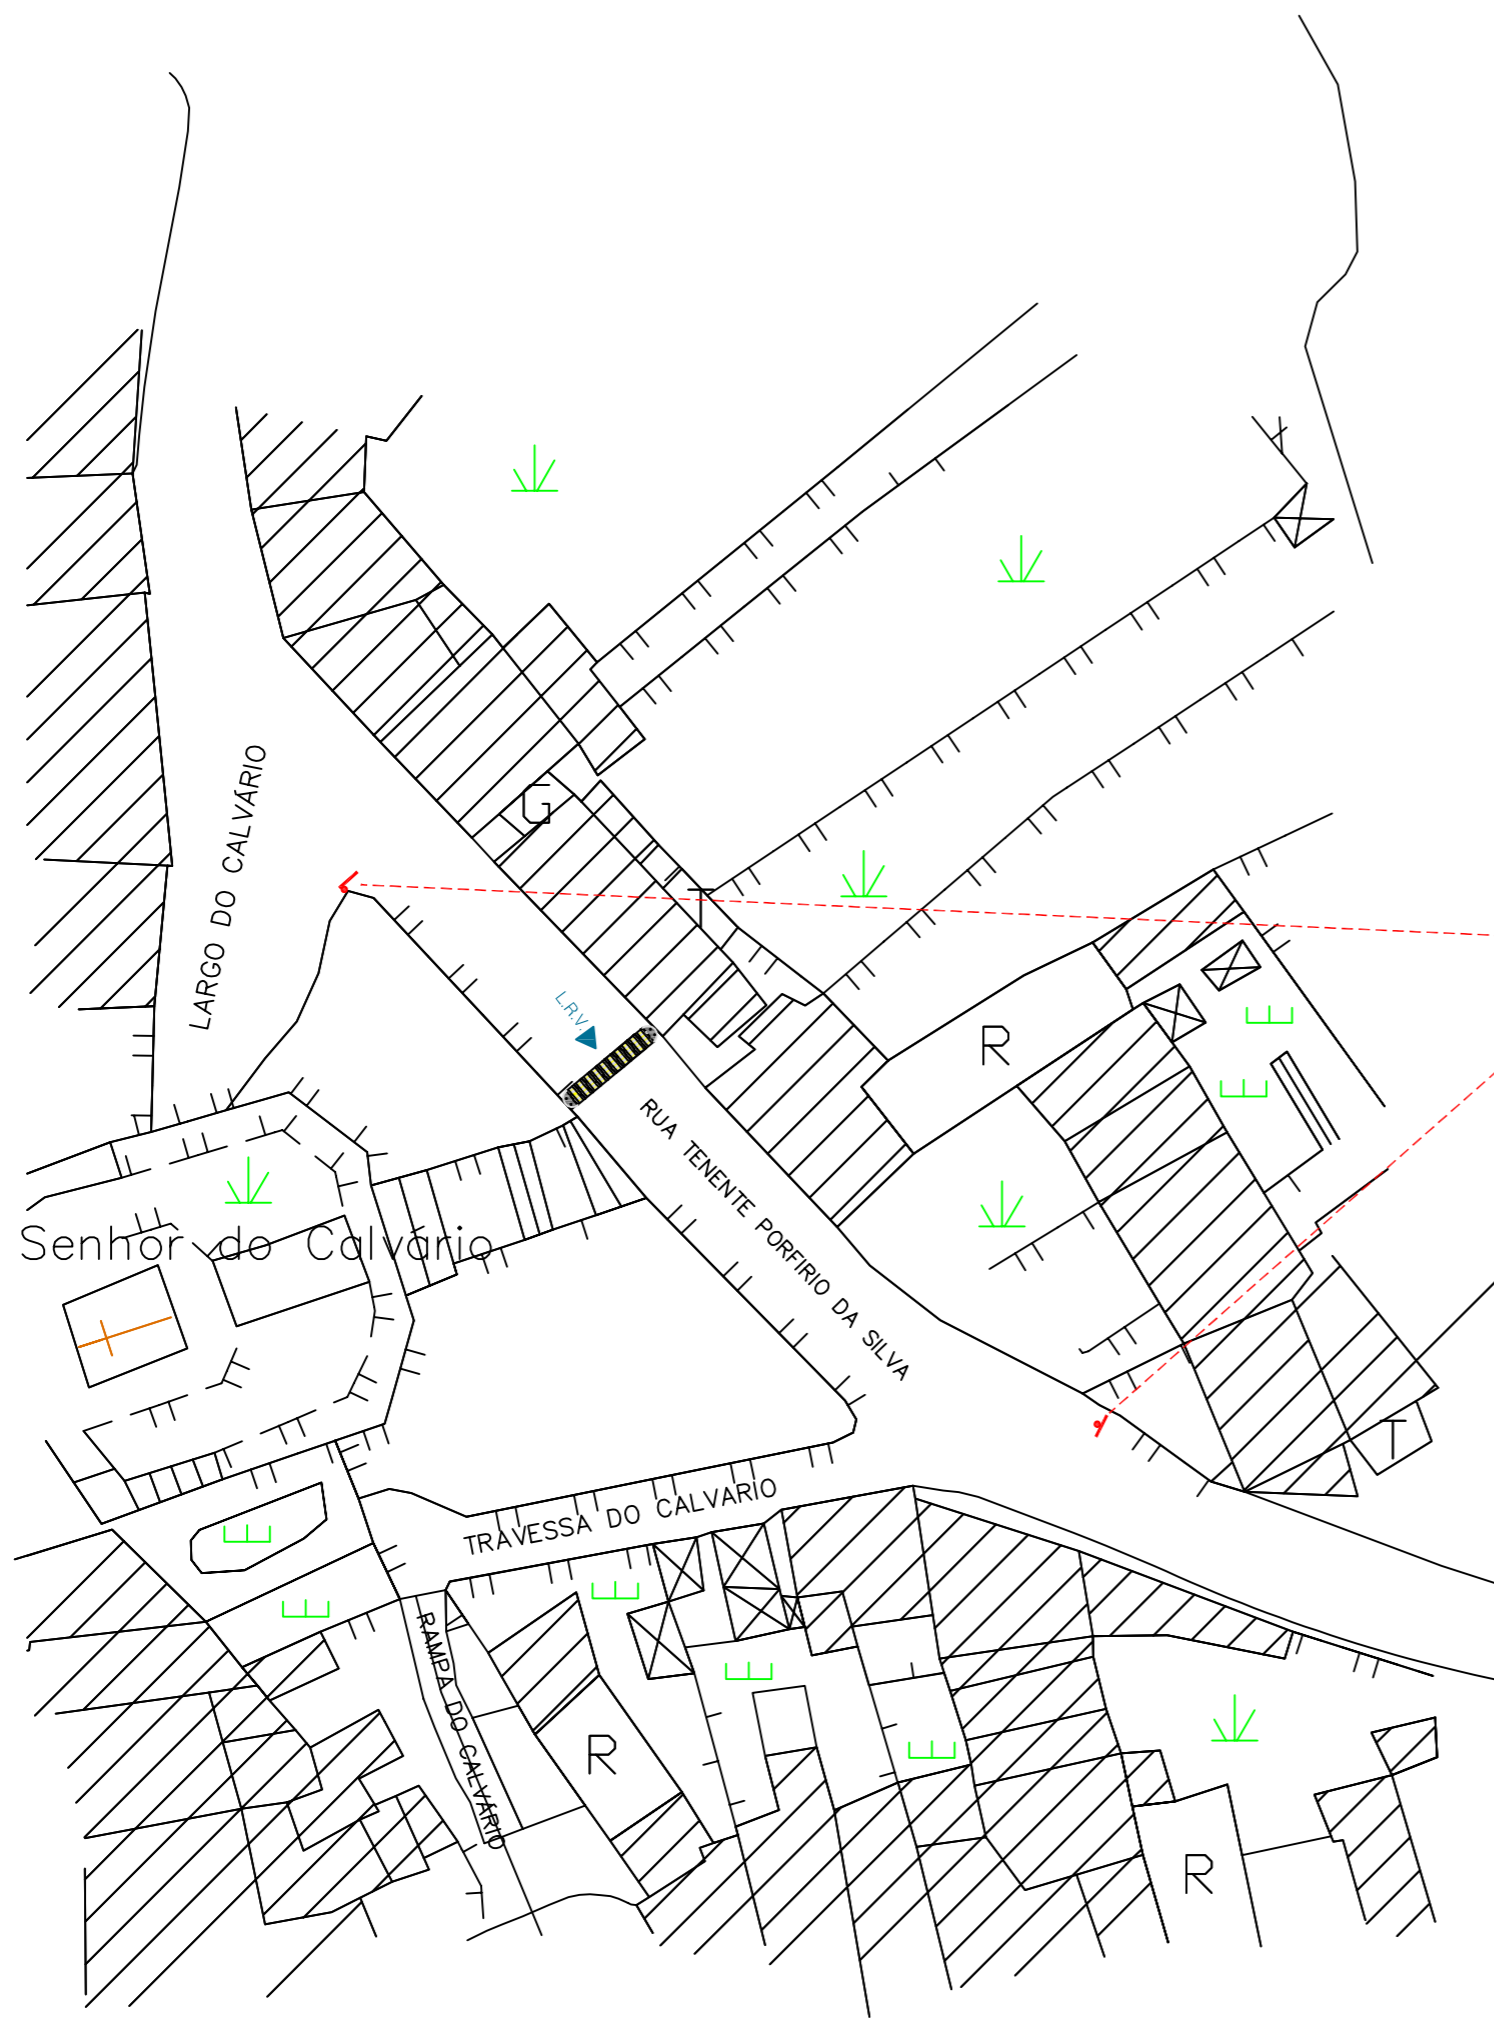 G
T
LARGO DO CALVÁRIO
L.R.V.
R
E
E
RUA TENENTE PORFIRIO DA SILVA
Senhor do Calvário
T
TRAVESSA DO CALVARIO
E
E
E
E
E
RAMPA DO CALVÁRIO
R
R